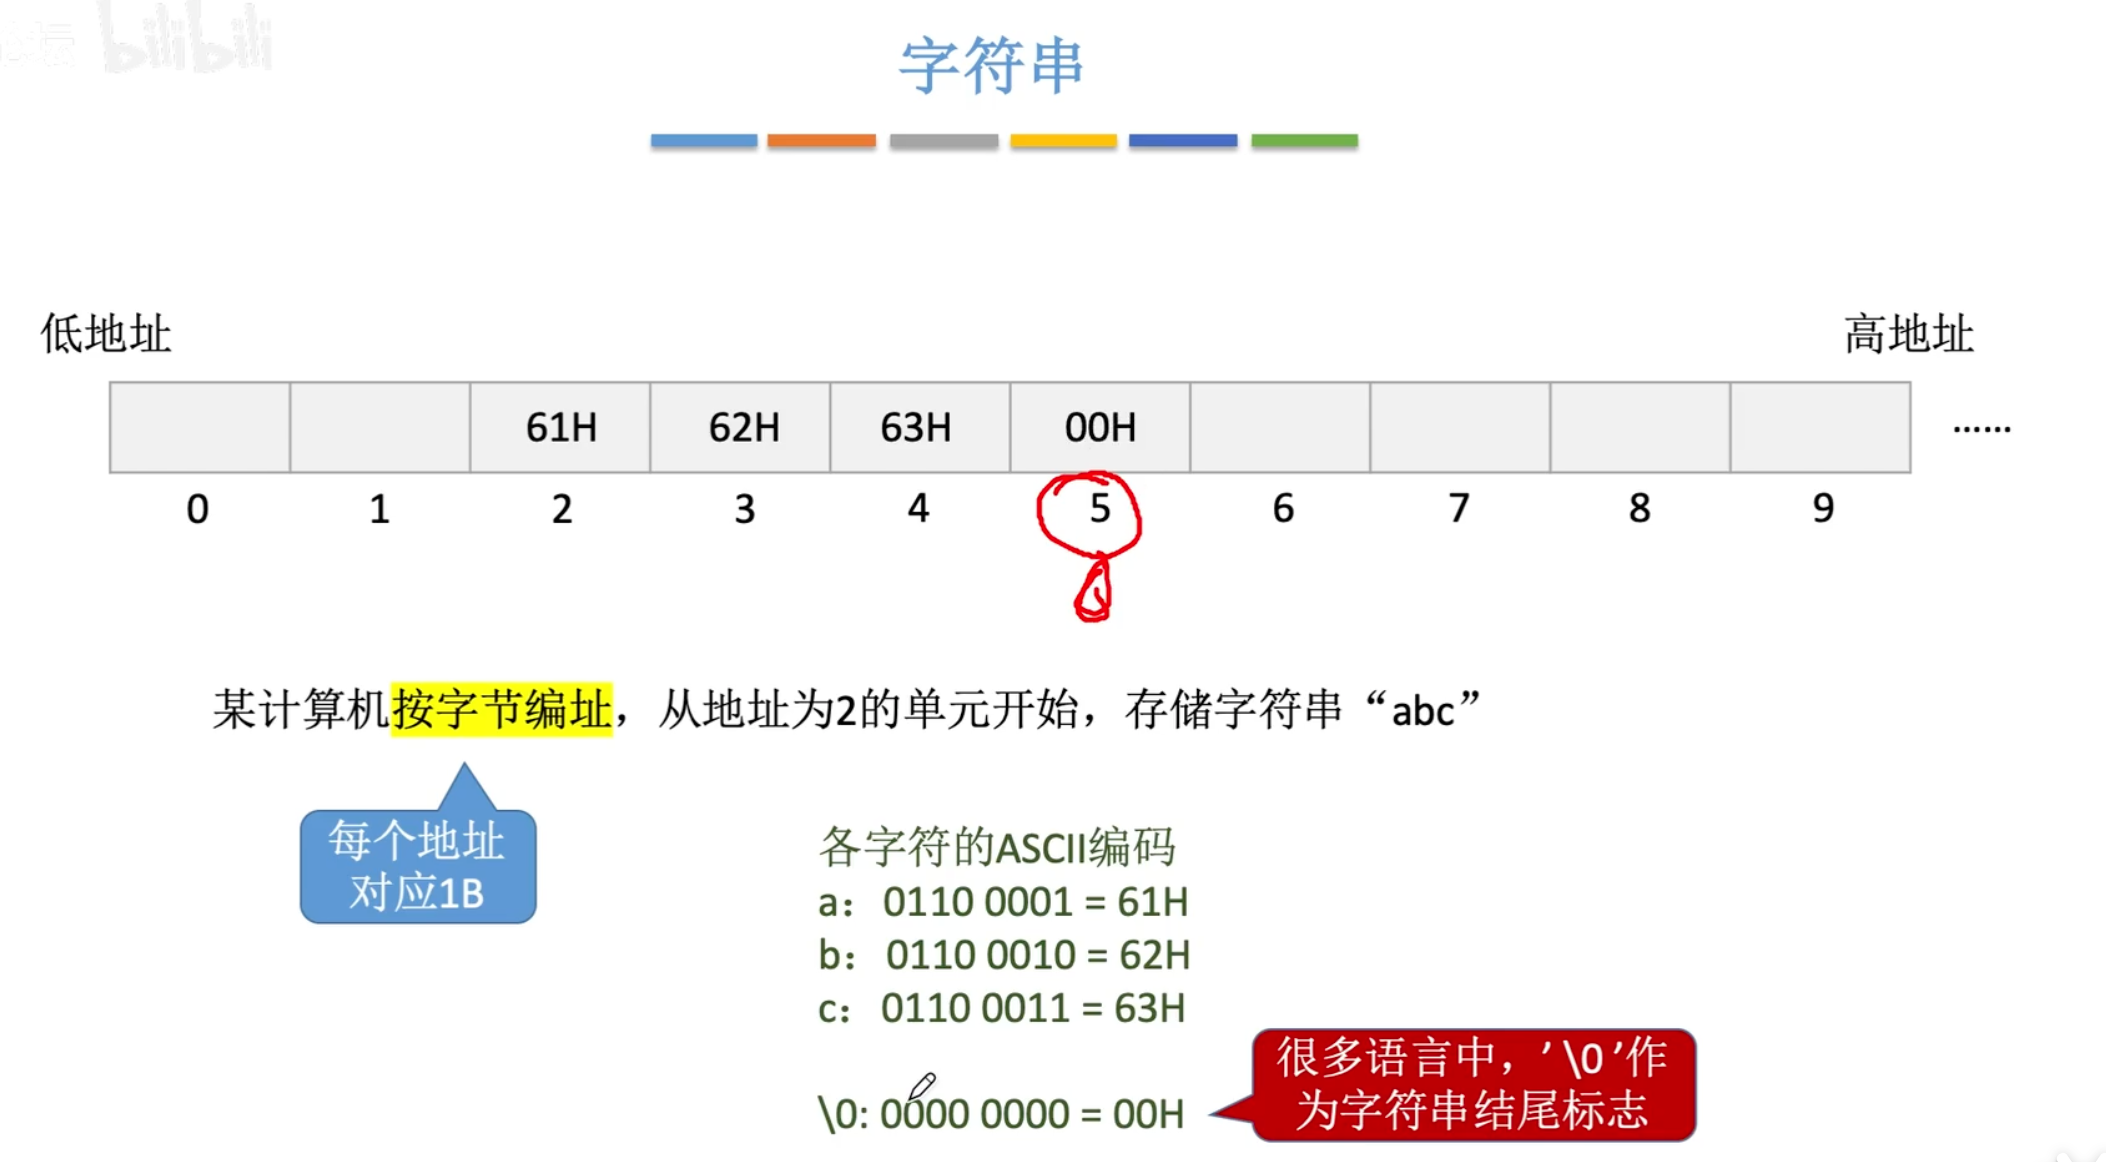 bilibili
字符串
低地址
高地址
61H 62H 63H 00H ……
0 1 2 3 4 5 6 7 8 9
某计算机按字节编址，从地址为2的单元开始，存储字符串“abc”
每个地址
对应1B
各字符的ASCII编码
a： 0110 0001 = 61H
b： 0110 0010 = 62H
c： 0110 0011 = 63H
\0: 0000 0000 = 00H
很多语言中，’\0’作
为字符串结尾标志